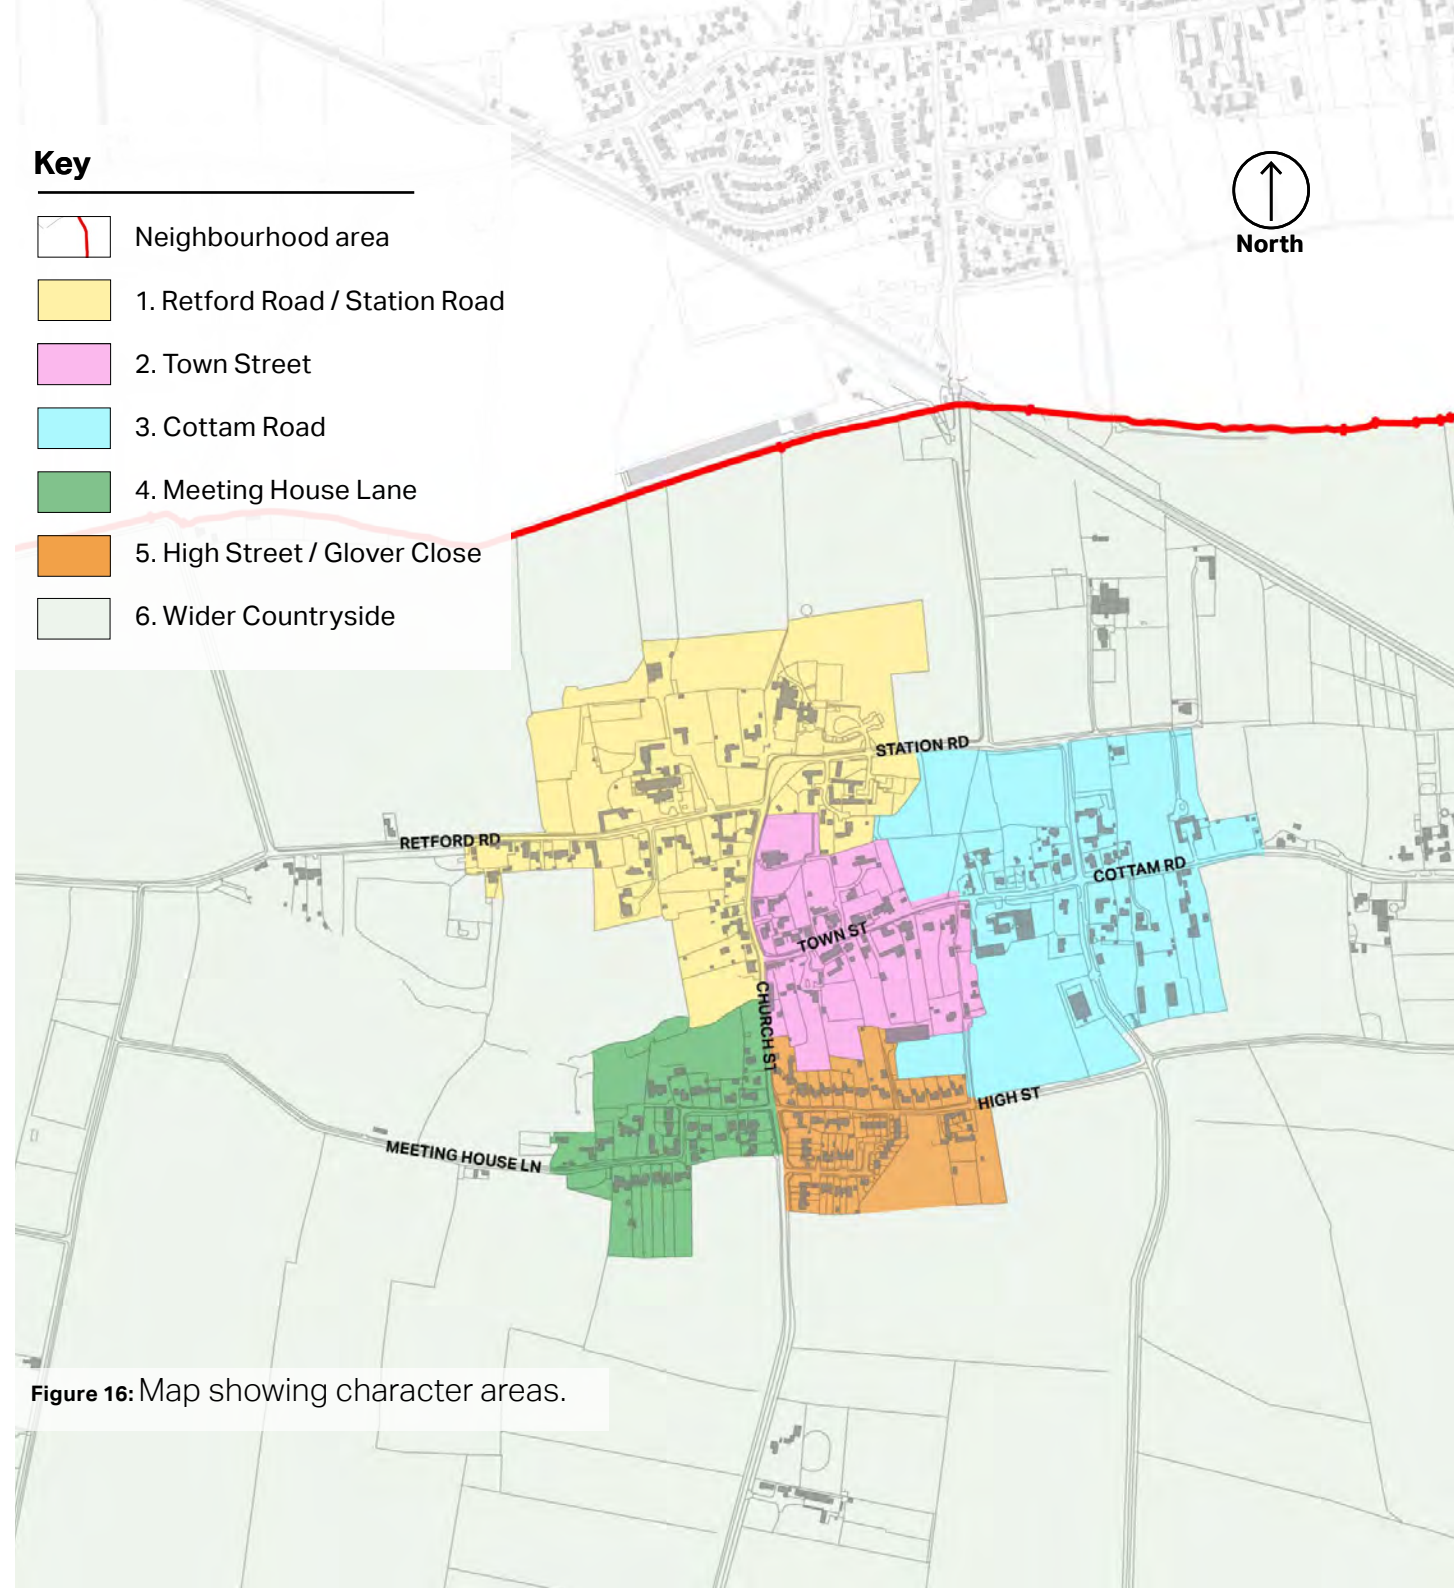 Key
Neighbourhood area
1. Retford Road / Station Road
2. Town Street
3. Cottam Road
4. Meeting House Lane
5. High Street / Glover Close
6. Wider Countryside
North
STATION RD
RETFORD RD
COTTAM RD
TOWN ST
CHURCH ST
HIGH ST
MEETING HOUSE LN
Figure 16: Map showing character areas.